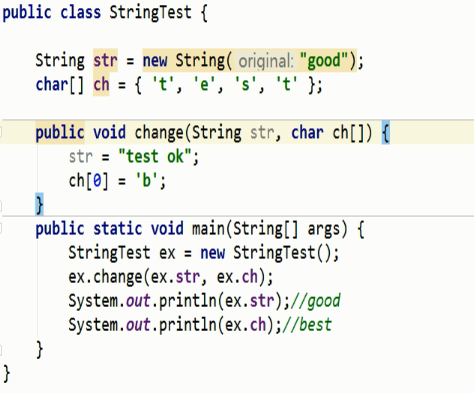 public class StringTest {
String str = new String( original: "good");
char[] ch = { 't', 'e', 's', 't' };
public void change(String str, char ch[]) {
str = "test ok";
ch[0] = 'b';
}
public static void main(String[] args) {
StringTest ex = new StringTest();
ex.change(ex.str, ex.ch);
System.out.println(ex.str);//good
System.out.println(ex.ch);//best
}
}